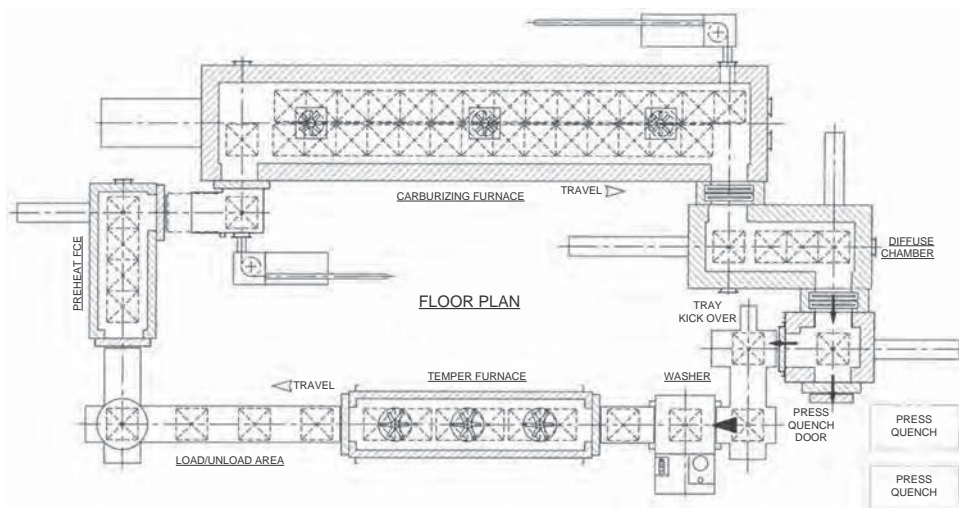 CARBURIZING FURNACE
TRAVEL
PREHEAT FCE
DIFFUSE
CHAMBER
FLOOR PLAN
TRAY
KICK OVER
TRAVEL
TEMPER FURNACE
WASHER
PRESS
QUENCH
DOOR
PRESS
QUENCH
LOAD/UNLOAD AREA
PRESS
QUENCH